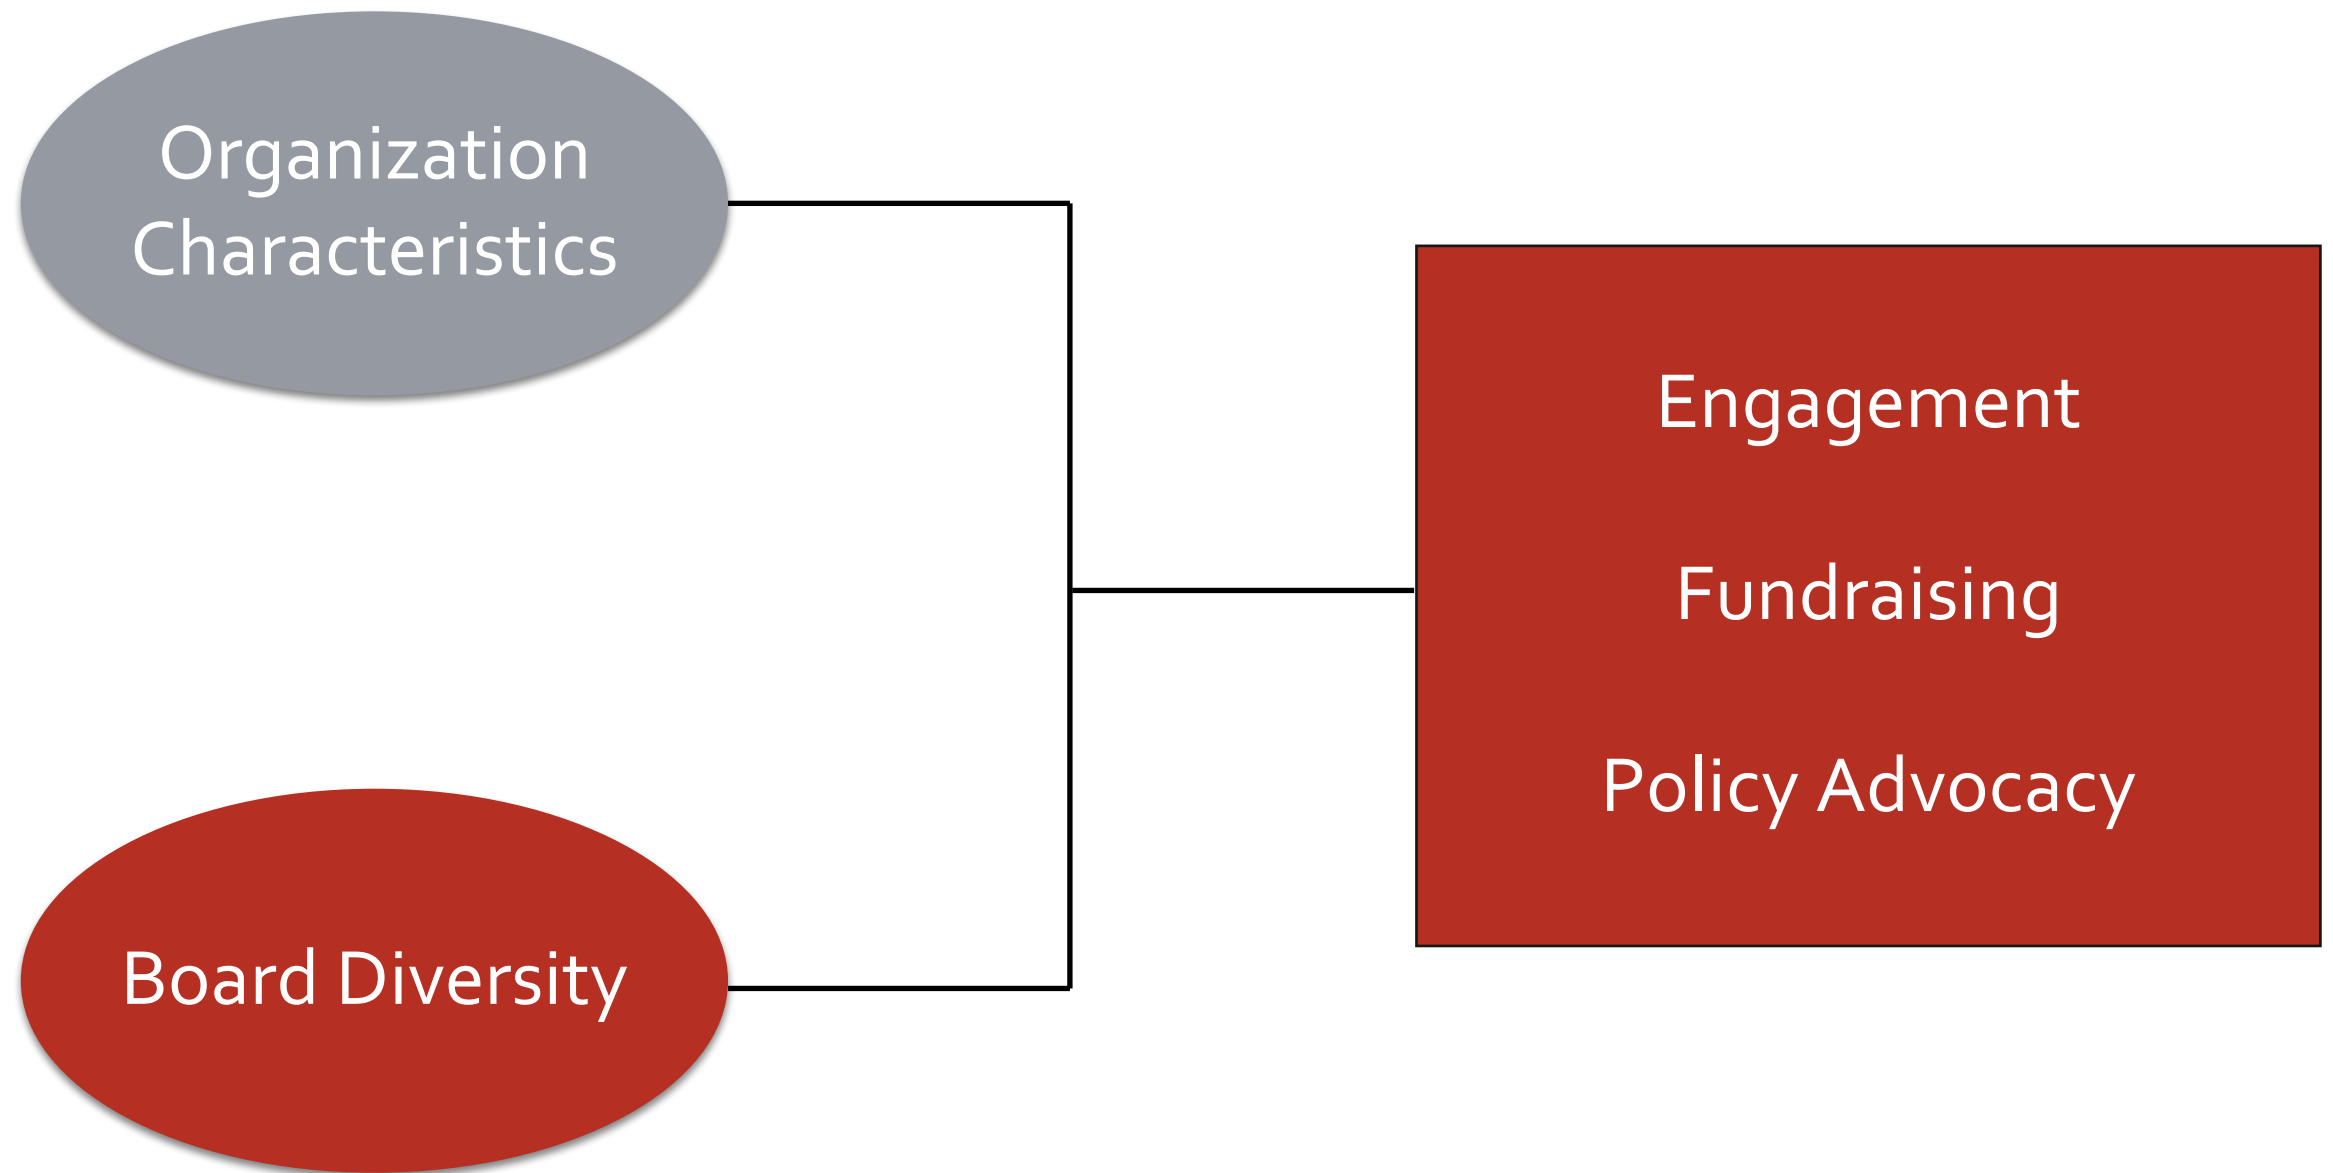 Organization
Characteristics
Board Diversity
Engagement
Fundraising
Policy Advocacy